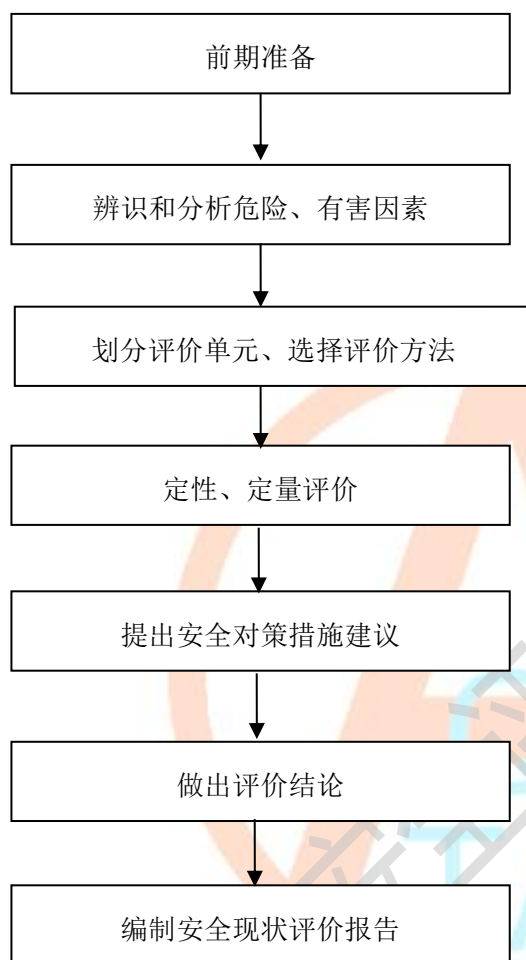 前期准备
辨识和分析危险、有害因素
划分评价单元、选择评价方法
定性、定量评价
提出安全对策措施建议
做出评价结论
编制安全现状评价报告